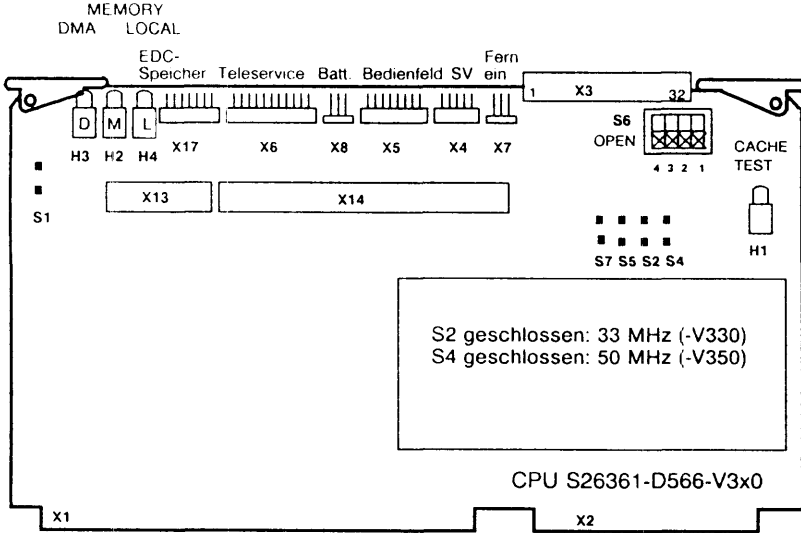 MEMORY
DMA LOCAL
EDC-
Speicher Teleservice Batt. Bedienfeld SV Fern
ein
1 X3 32
D M L
S6
OPEN
4 3 2 1
CACHE
TEST
H3 H2 H4 X17 X6 X8 X5 X4 X7
X13 X14
S1
H1
S7 S5 S2 S4
S2 geschlossen: 33 MHz (-V330)
S4 geschlossen: 50 MHz (-V350)
CPU S26361-D566-V3x0
X1 X2